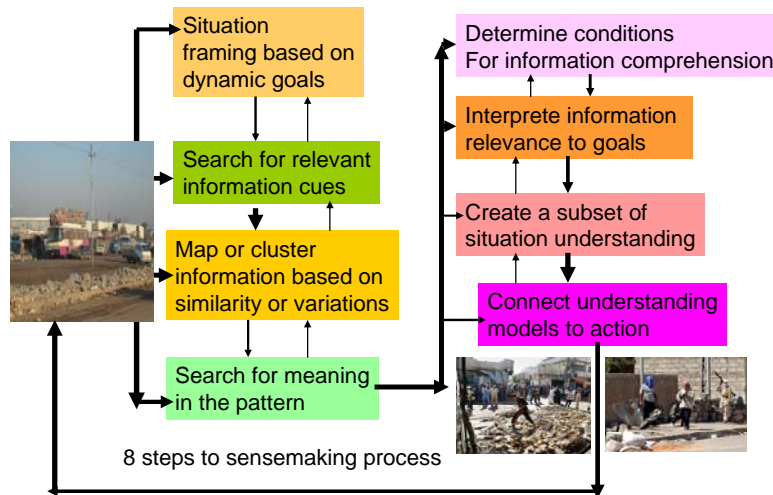 Situation
framing based on
dynamic goals
Search for relevant
information cues
Map or cluster
information based on
similarity or variations
Search for meaning
in the pattern
Determine conditions
For information comprehension
Interprete information
relevance to goals
Create a subset of
situation understanding
Connect understanding
models to action
8 steps to sensemaking process